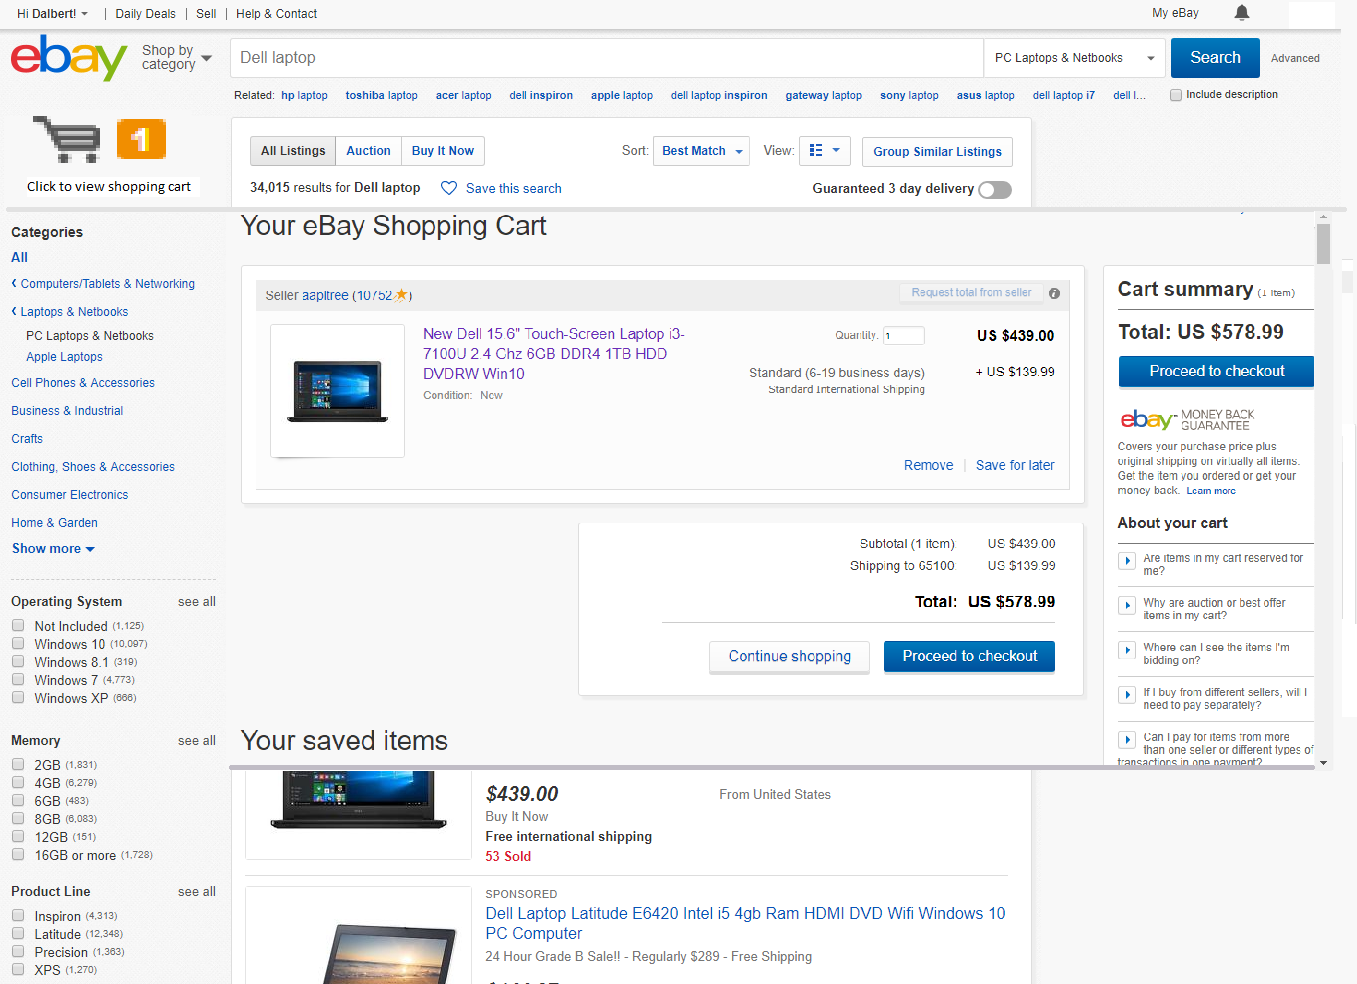 Hi Dalbert!
Daily Deals
Sell
Help & Contact
My eBay
ebay
Shop by
category
Dell laptop
PC Laptops & Netbooks
Search
Advanced
Related: hp laptop toshiba laptop acer laptop dell inspiron apple laptop dell laptop inspiron gateway laptop sony laptop asus laptop dell laptop i7 dell l...
Include description
1
Click to view shopping cart
All Listings
Auction
Buy It Now
Sort: Best Match
View:
Group Similar Listings
34,015 results for Dell laptop
Save this search
Guaranteed 3 day delivery
Categories
All
Computers/Tablets & Networking
Laptops & Netbooks
PC Laptops & Netbooks
Apple Laptops
Cell Phones & Accessories
Business & Industrial
Crafts
Clothing, Shoes & Accessories
Consumer Electronics
Home & Garden
Show more
Operating System see all
Not Included (1,125)
Windows 10 (10,097)
Windows 8.1 (319)
Windows 7 (4,773)
Windows XP (666)
Memory see all
2GB (1,831)
4GB (6,279)
6GB (483)
8GB (6,083)
12GB (151)
16GB or more (1,728)
Product Line see all
Inspiron (4,313)
Latitude (12,348)
Precision (1,363)
XPS (1,270)
Your eBay Shopping Cart
Seller aapltree (10752)
Request total from seller
New Dell 15.6" Touch-Screen Laptop i3-
7100U 2.4 Ghz 6GB DDR4 1TB HDD
DVDRW Win10
Condition: New
Quantity: 1
US $439.00
Standard (6-19 business days)
+ US $139.99
Standard International Shipping
Remove
Save for later
Subtotal (1 item) US $439.00
Shipping to 65100 US $139.99
Total: US $578.99
Continue shopping
Proceed to checkout
Your saved items
Cart summary (1 item)
Total: US $578.99
Proceed to checkout
ebay MONEY BACK
GUARANTEE
Covers your purchase price plus
original shipping on virtually all items.
Get the item you ordered or get your
money back. Learn more
About your cart
Are items in my cart reserved for
me?
Why are auction or best offer
items in my cart?
Where can I see the items I'm
bidding on?
If I buy from different sellers, will I
need to pay separately?
Can I pay for items from more
than one seller or different types of
transactions in one payment?
$439.00
From United States
Buy It Now
Free international shipping
53 Sold
SPONSORED
Dell Laptop Latitude E6420 Intel i5 4gb Ram HDMI DVD Wifi Windows 10
PC Computer
24 Hour Grade B Sale!! - Regularly $289 - Free Shipping